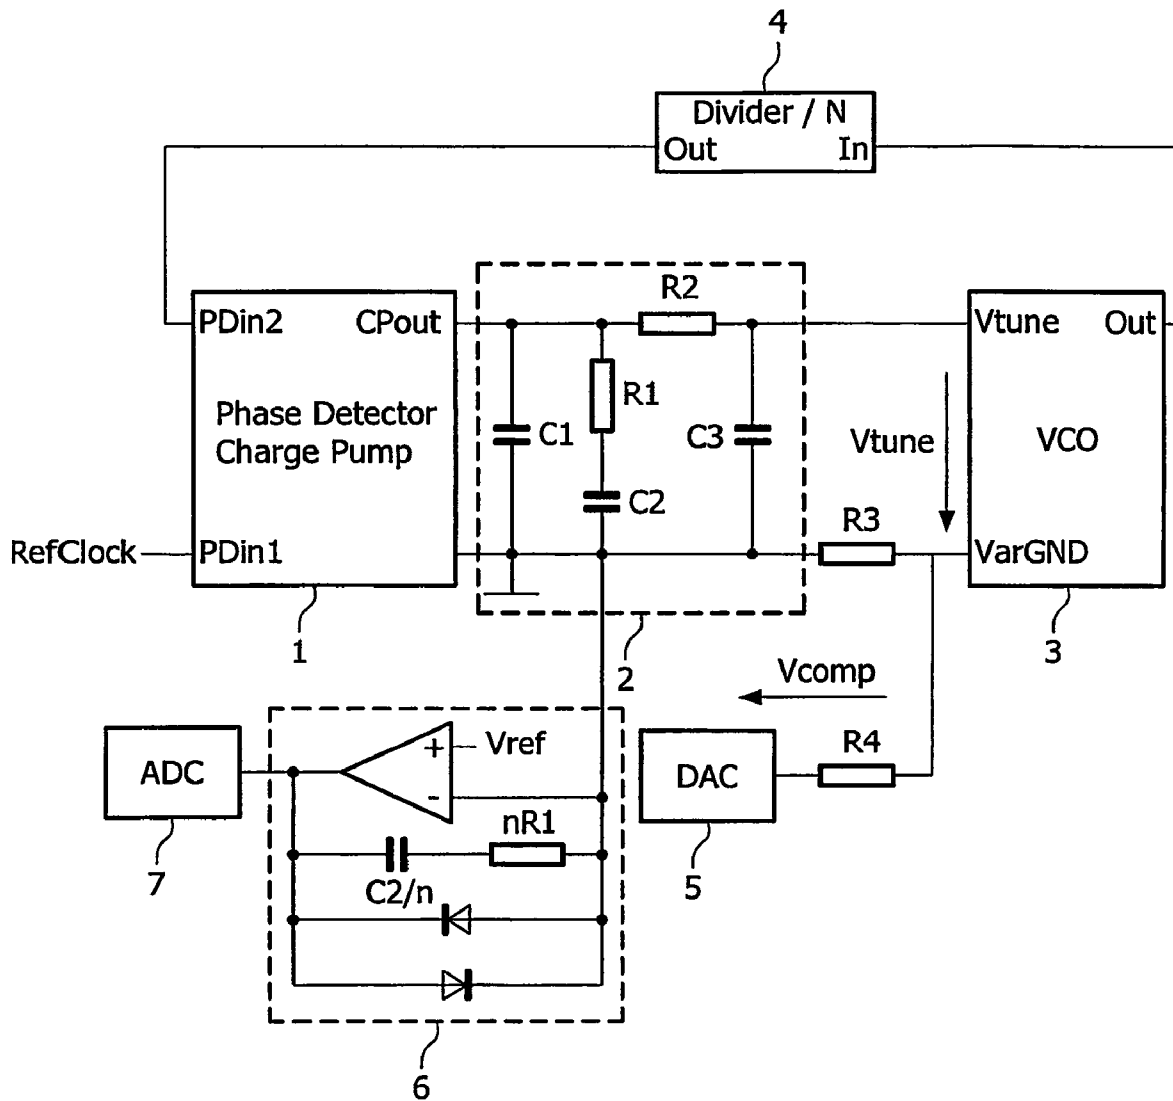 4
Divider / N
Out In
R2
PDin2 CPout
Vtune Out
R1
Phase Detector
Charge Pump
C1 C3
Vtune
VCO
C2
R3
RefClock
PDin1
VarGND
1
2
3
Vcomp
ADC
+
Vref
-
DAC
R4
nR1
7
C2/n
5
6